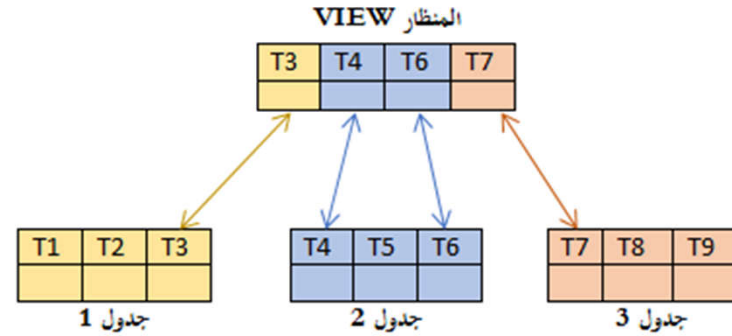 المنظار VIEW
T3 T4 T6 T7
T1 T2 T3
T4 T5 T6
T7 T8 T9
جدول 1
جدول 2
جدول 3